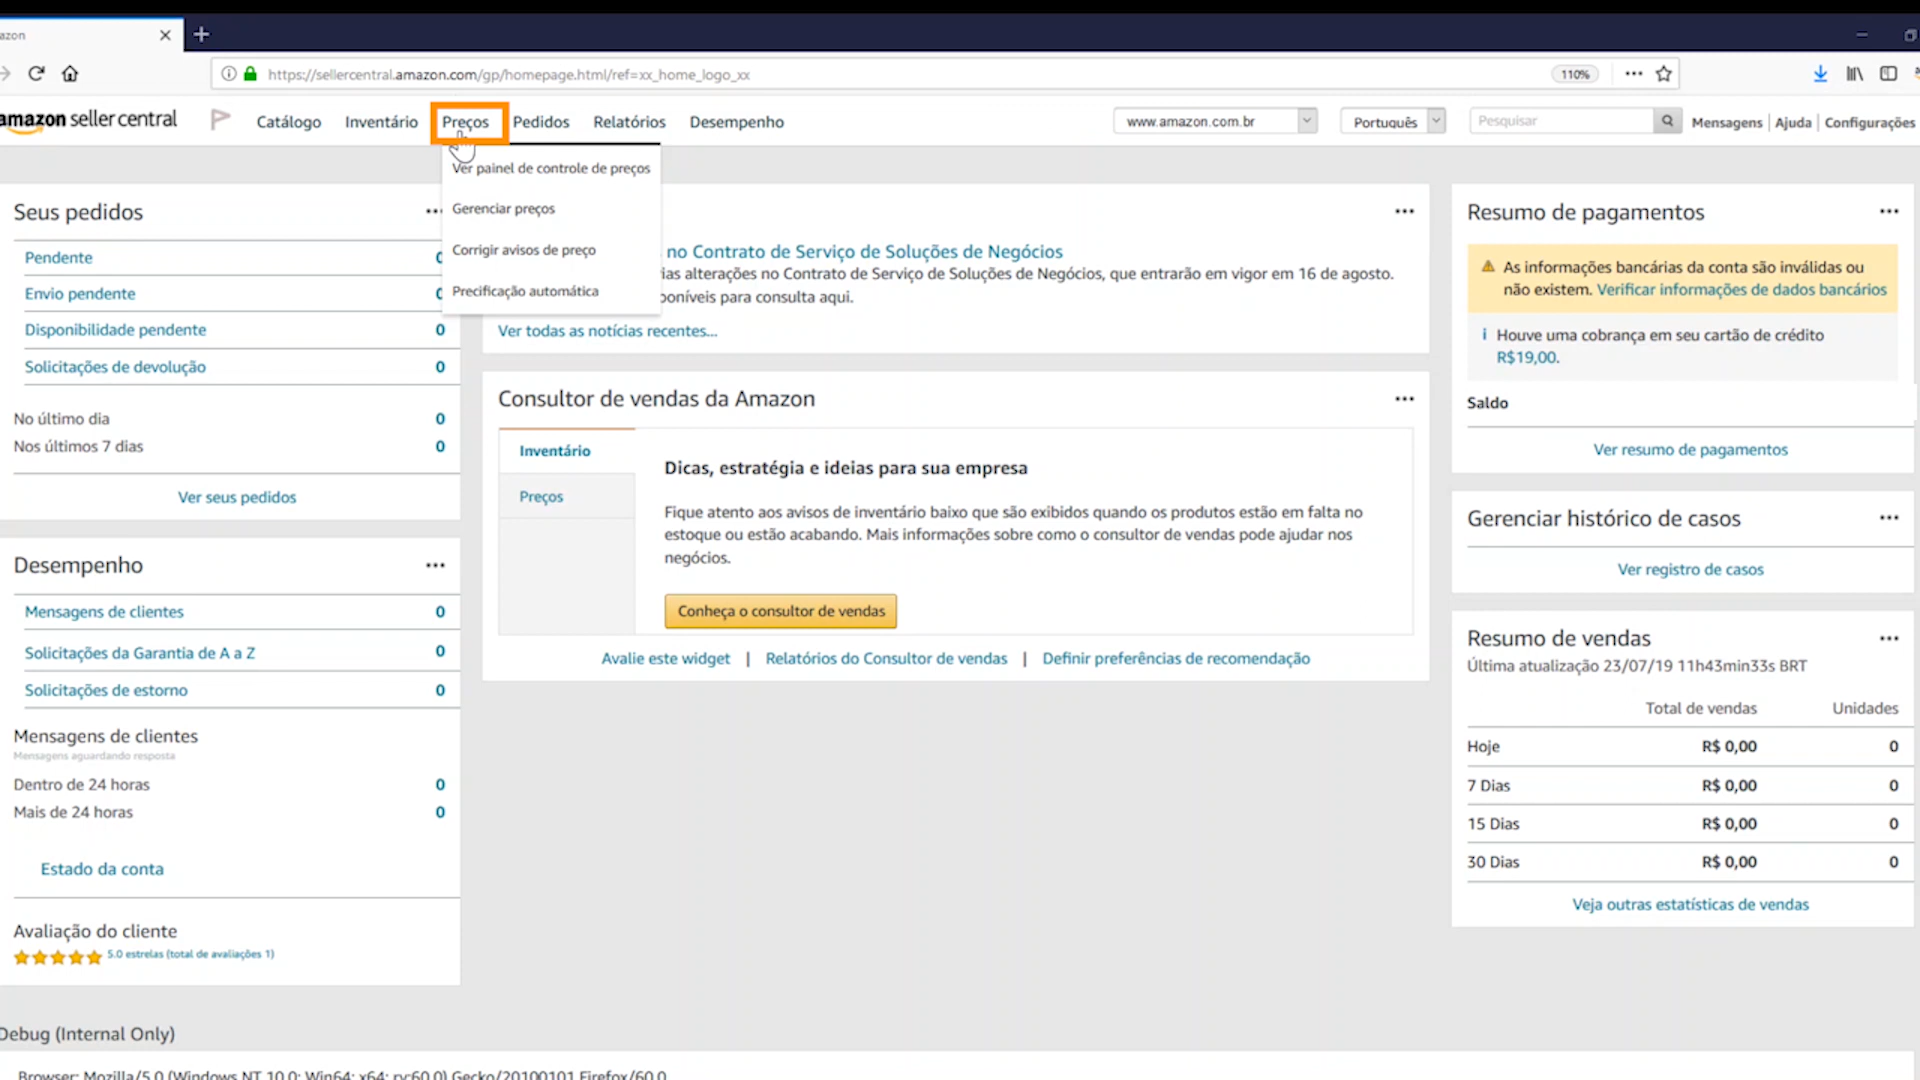 azon
https://sellercentral.amazon.com/gp/homepage.html/ref=xx_home_logo_xx
110%
amazon seller central
Catálogo
Inventário
Preços
Pedidos
Relatórios
Desempenho
www.amazon.com.br
Português
Pesquisar
Mensagens | Ajuda | Configurações
Ver painel de controle de preços
Gerenciar preços
Corrigir avisos de preço
Precificação automática
Seus pedidos
Pendente 0
Envio pendente 0
Disponibilidade pendente 0
Solicitações de devolução 0
No último dia 0
Nos últimos 7 dias 0
Ver seus pedidos
Desempenho
Mensagens de clientes 0
Solicitações da Garantia de A a Z 0
Solicitações de estorno 0
Mensagens de clientes
Mensagens aguardando resposta
Dentro de 24 horas 0
Mais de 24 horas 0
Estado da conta
Avaliação do cliente
5.0 estrelas (total de avaliações 1)
no Contrato de Serviço de Soluções de Negócios
ias alterações no Contrato de Serviço de Soluções de Negócios, que entrarão em vigor em 16 de agosto.
poníveis para consulta aqui.
Ver todas as notícias recentes...
Consultor de vendas da Amazon
Inventário
Preços
Dicas, estratégia e ideias para sua empresa
Fique atento aos avisos de inventário baixo que são exibidos quando os produtos estão em falta no
estoque ou estão acabando. Mais informações sobre como o consultor de vendas pode ajudar nos
negócios.
Conheça o consultor de vendas
Avalie este widget | Relatórios do Consultor de vendas | Definir preferências de recomendação
Resumo de pagamentos
As informações bancárias da conta são inválidas ou
não existem. Verificar informações de dados bancários
Houve uma cobrança em seu cartão de crédito
R$19,00.
Saldo
Ver resumo de pagamentos
Gerenciar histórico de casos
Ver registro de casos
Resumo de vendas
Última atualização 23/07/19 11h43min33s BRT
Total de vendas Unidades
Hoje R$ 0,00 0
7 Dias R$ 0,00 0
15 Dias R$ 0,00 0
30 Dias R$ 0,00 0
Veja outras estatísticas de vendas
Debug (Internal Only)
Browser: Mozilla/5.0 (Windows NT 10.0; Win64; x64; rv:60.0) Gecko/20100101 Firefox/60.0